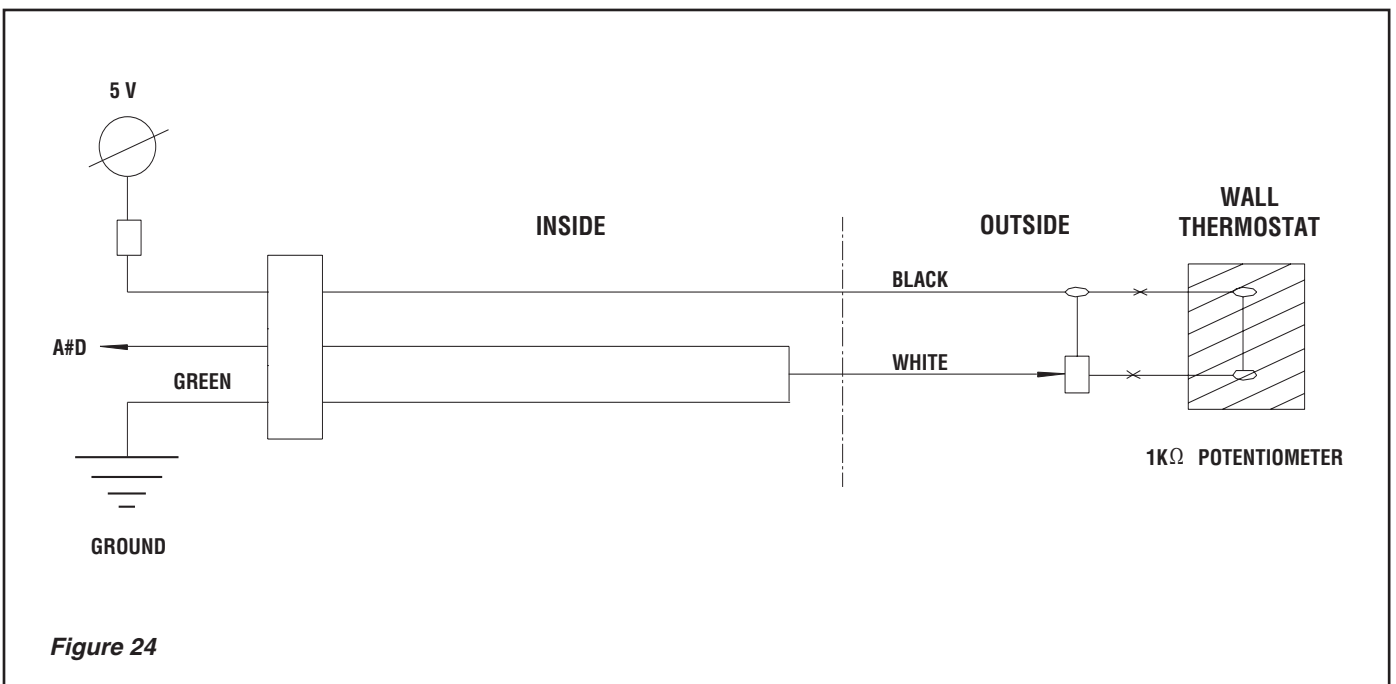 5 V
INSIDE
OUTSIDE
WALL
THERMOSTAT
BLACK
A#D
WHITE
GREEN
1KΩ POTENTIOMETER
GROUND
Figure 24